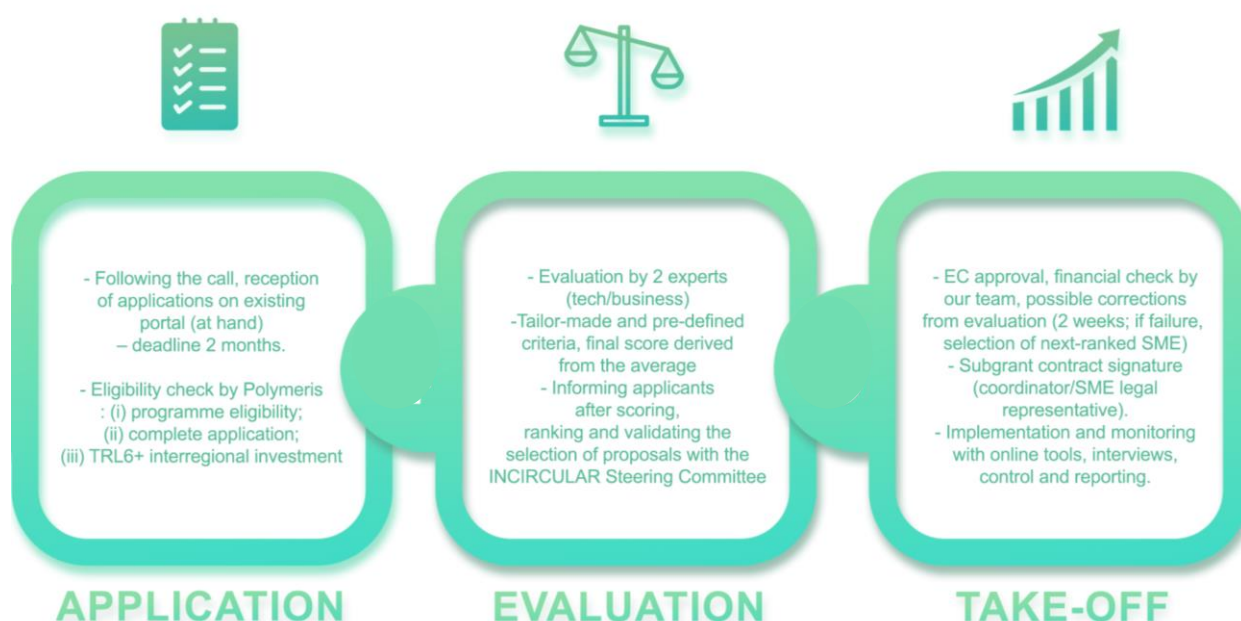 - Following the call, reception
of applications on existing
portal (at hand)
– deadline 2 months.
- Eligibility check by Polymeris
: (i) programme eligibility;
(ii) complete application;
(iii) TRL6+ interregional investment
APPLICATION
- Evaluation by 2 experts
(tech/business)
-Tailor-made and pre-defined
criteria, final score derived
from the average
- Informing applicants
after scoring,
ranking and validating the
selection of proposals with the
INCIRCULAR Steering Committee
EVALUATION
- EC approval, financial check by
our team, possible corrections
from evaluation (2 weeks; if failure,
selection of next-ranked SME)
- Subgrant contract signature
(coordinator/SME legal
representative).
- Implementation and monitoring
with online tools, interviews,
control and reporting.
TAKE-OFF